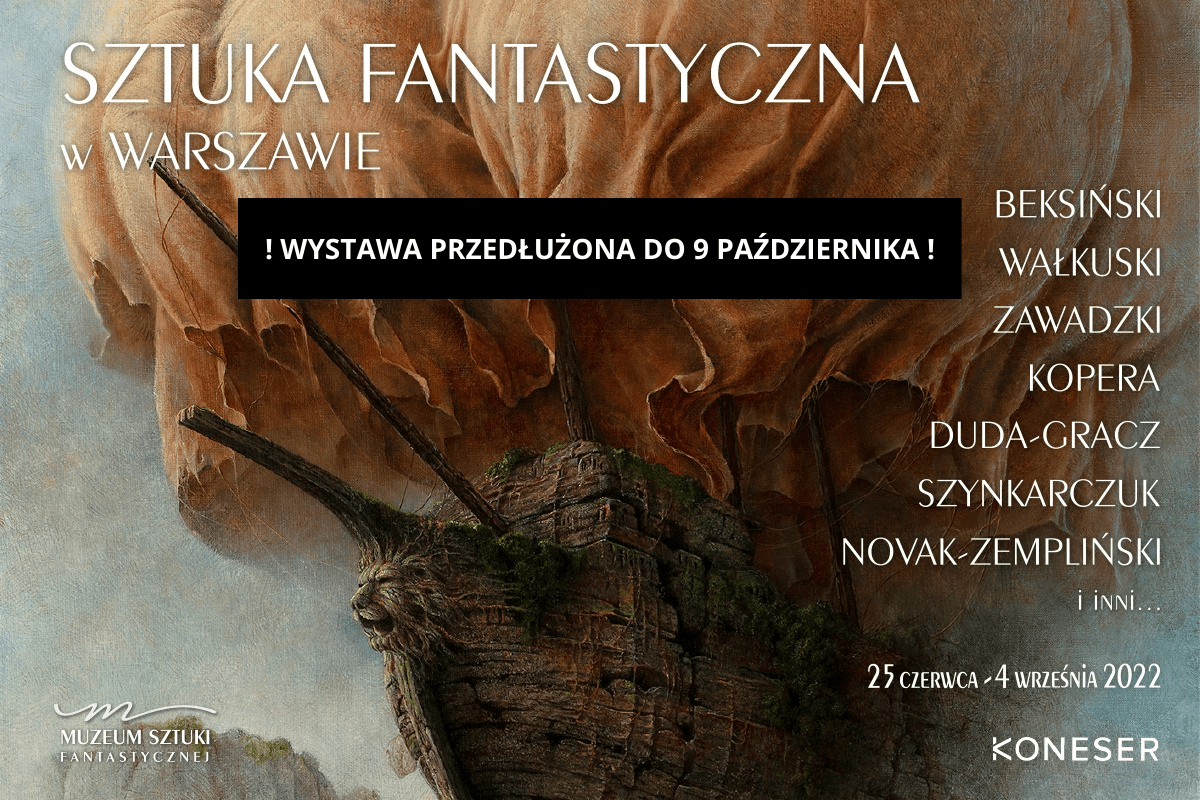 SZTUKA FANTASTYCZNA
w WARSZAWIE
! WYSTAWA PRZEDŁUŻONA DO 9 PAŹDZIERNIKA !
BEKSIŃSKI
WAŁKUSKI
ZAWADZKI
KOPERA
DUDA-GRACZ
SZYNKARCZUK
NOVAK-ZEMPLIŃSKI
i inni...
25 CZERWCA - 4 WRZEŚNIA 2022
m
MUZEUM SZTUKI
FANTASTYCZNEJ
KONESER